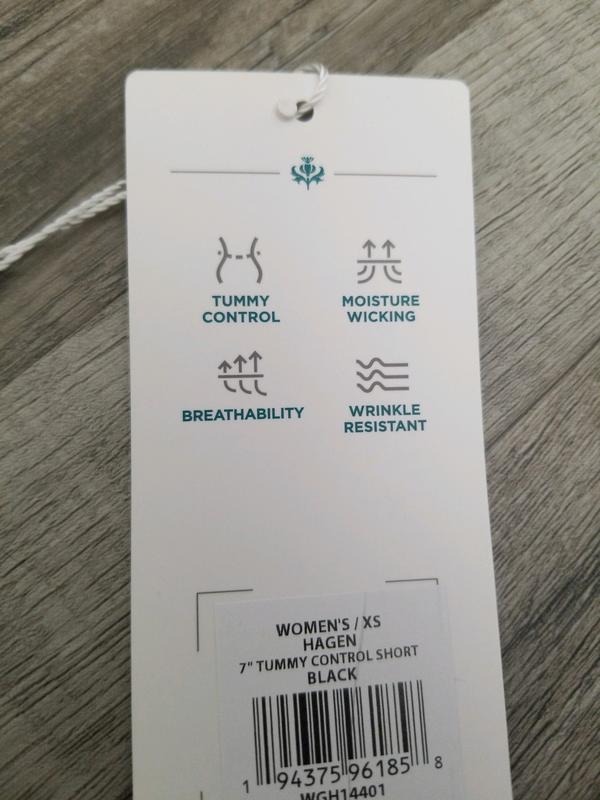 TUMMY
CONTROL
MOISTURE
WICKING
BREATHABILITY
WRINKLE
RESISTANT
WOMEN'S / XS
HAGEN
7" TUMMY CONTROL SHORT
BLACK
1 94375 96185 8
WGH14401